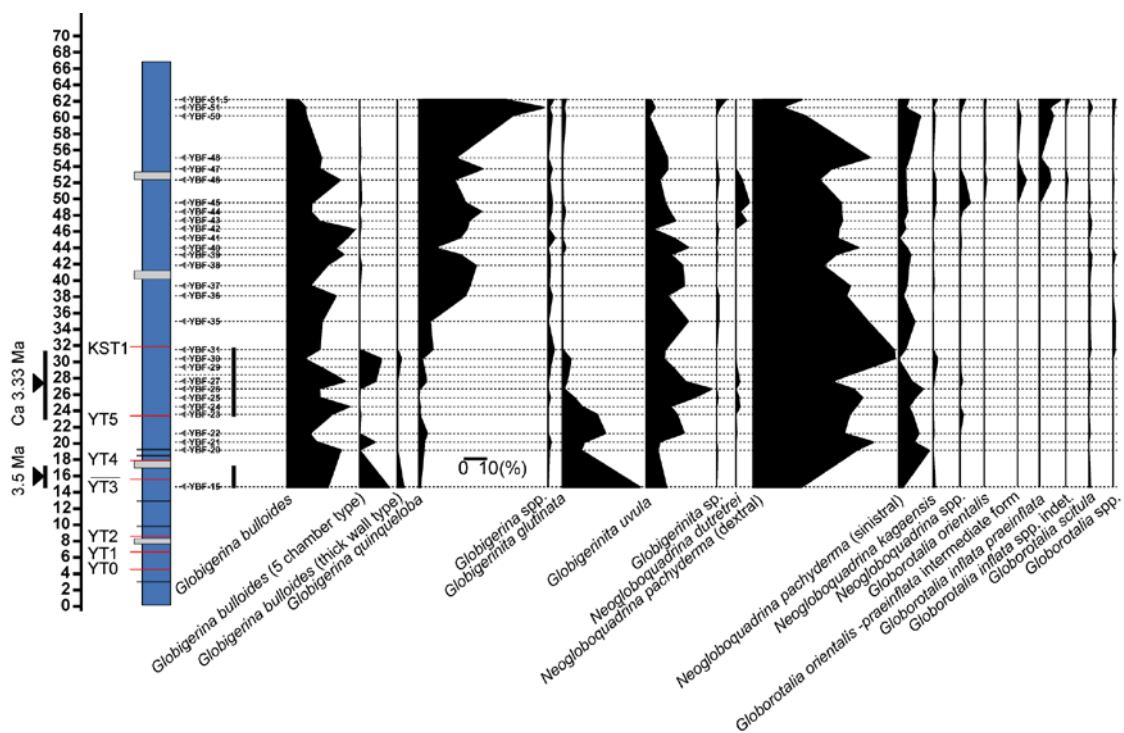 70
68
66
64
62
60
58
56
54
52
50
48
46
44
42
40
38
36
34
32
30
28
26
24
22
20
18
16
14
12
10
8
6
4
2
0
Ca 3.33 Ma
3.5 Ma
KST1
YT5
YT4
YT3
YT2
YT1
YT0
YBF-51.5
YBF-51
YBF-50
YBF-48
YBF-47
YBF-46
YBF-45
YBF-44
YBF-43
YBF-42
YBF-41
YBF-40
YBF-39
YBF-38
YBF-37
YBF-36
YBF-35
YBF-31
YBF-30
YBF-29
YBF-27
YBF-26
YBF-25
YBF-24
YBF-23
YBF-22
YBF-21
YBF-20
YBF-15
0 10(%)
Globigerina bulloides
Globigerina bulloides (5 chamber type)
Globigerina bulloides (thick wall type)
Globigerina quinqueloba
Globigerina spp.
Globigerinita glutinata
Globigerinita uvula
Globigerinita sp.
Neogloboquadrina dutretrei
Neogloboquadrina pachyderma (dextral)
Neogloboquadrina pachyderma (sinistral)
Neogloboquadrina kagaensis
Neogloboquadrina spp.
Globorotalia orientalis
Globorotalia orientalis -praeinflata Intermediate form
Globorotalia inflata preinflata
Globorotalia inflata spp. indet.
Globorotalia scitula
Globorotalia spp.